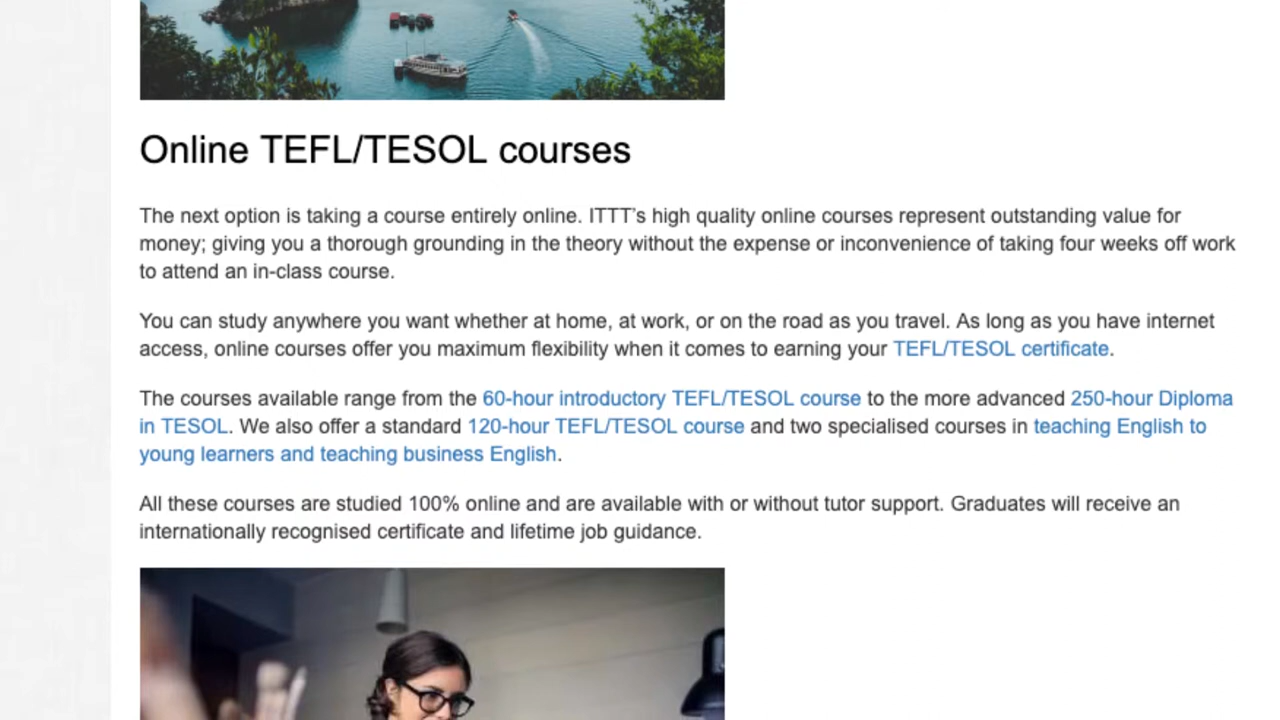 Online TEFL/TESOL courses
The next option is taking a course entirely online. ITTT’s high quality online courses represent outstanding value for
money; giving you a thorough grounding in the theory without the expense or inconvenience of taking four weeks off work
to attend an in-class course.
You can study anywhere you want whether at home, at work, or on the road as you travel. As long as you have internet
access, online courses offer you maximum flexibility when it comes to earning your TEFL/TESOL certificate.
The courses available range from the 60-hour introductory TEFL/TESOL course to the more advanced 250-hour Diploma
in TESOL. We also offer a standard 120-hour TEFL/TESOL course and two specialised courses in teaching English to
young learners and teaching business English.
All these courses are studied 100% online and are available with or without tutor support. Graduates will receive an
internationally recognised certificate and lifetime job guidance.